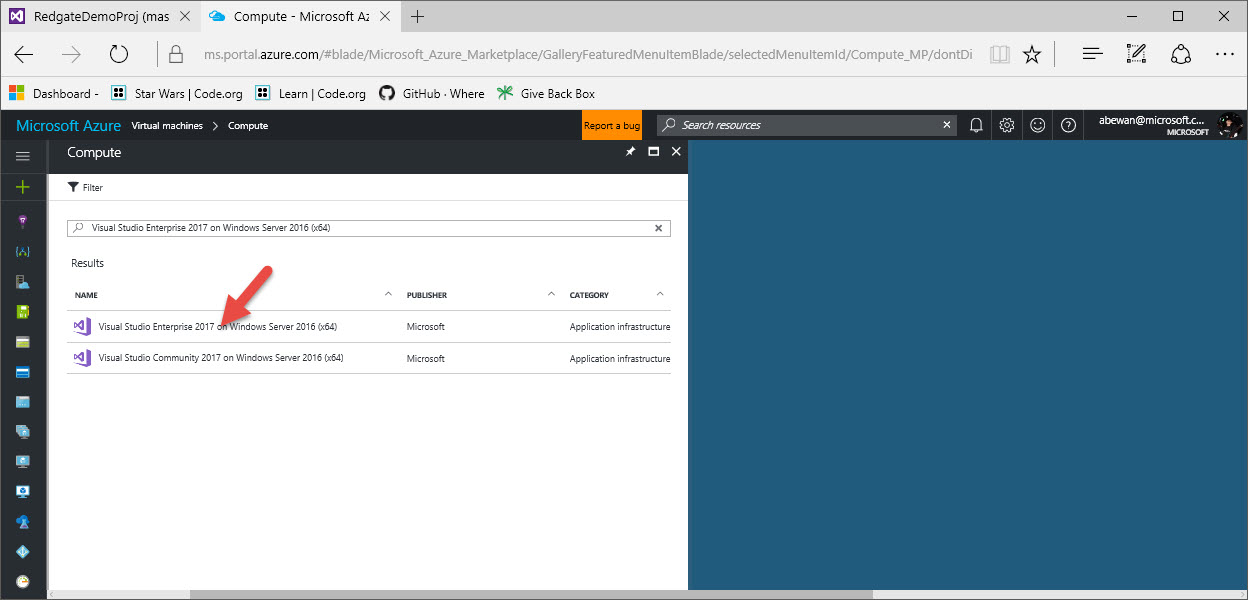 RedgateDemoProj (mas
Compute - Microsoft Az
ms.portal.azure.com/#blade/Microsoft_Azure_Marketplace/GalleryFeaturedMenuItemBlade/selectedMenuItemId/Compute_MP/dontDi
Dashboard - Star Wars | Code.org Learn | Code.org GitHub · Where Give Back Box
Microsoft Azure Virtual machines > Compute
Report a bug
Search resources
abewan@microsoft.c...
MICROSOFT
Compute
Filter
Visual Studio Enterprise 2017 on Windows Server 2016 (x64)
Results
NAME PUBLISHER CATEGORY
Visual Studio Enterprise 2017 on Windows Server 2016 (x64) Microsoft Application infrastructure
Visual Studio Community 2017 on Windows Server 2016 (x64) Microsoft Application infrastructure